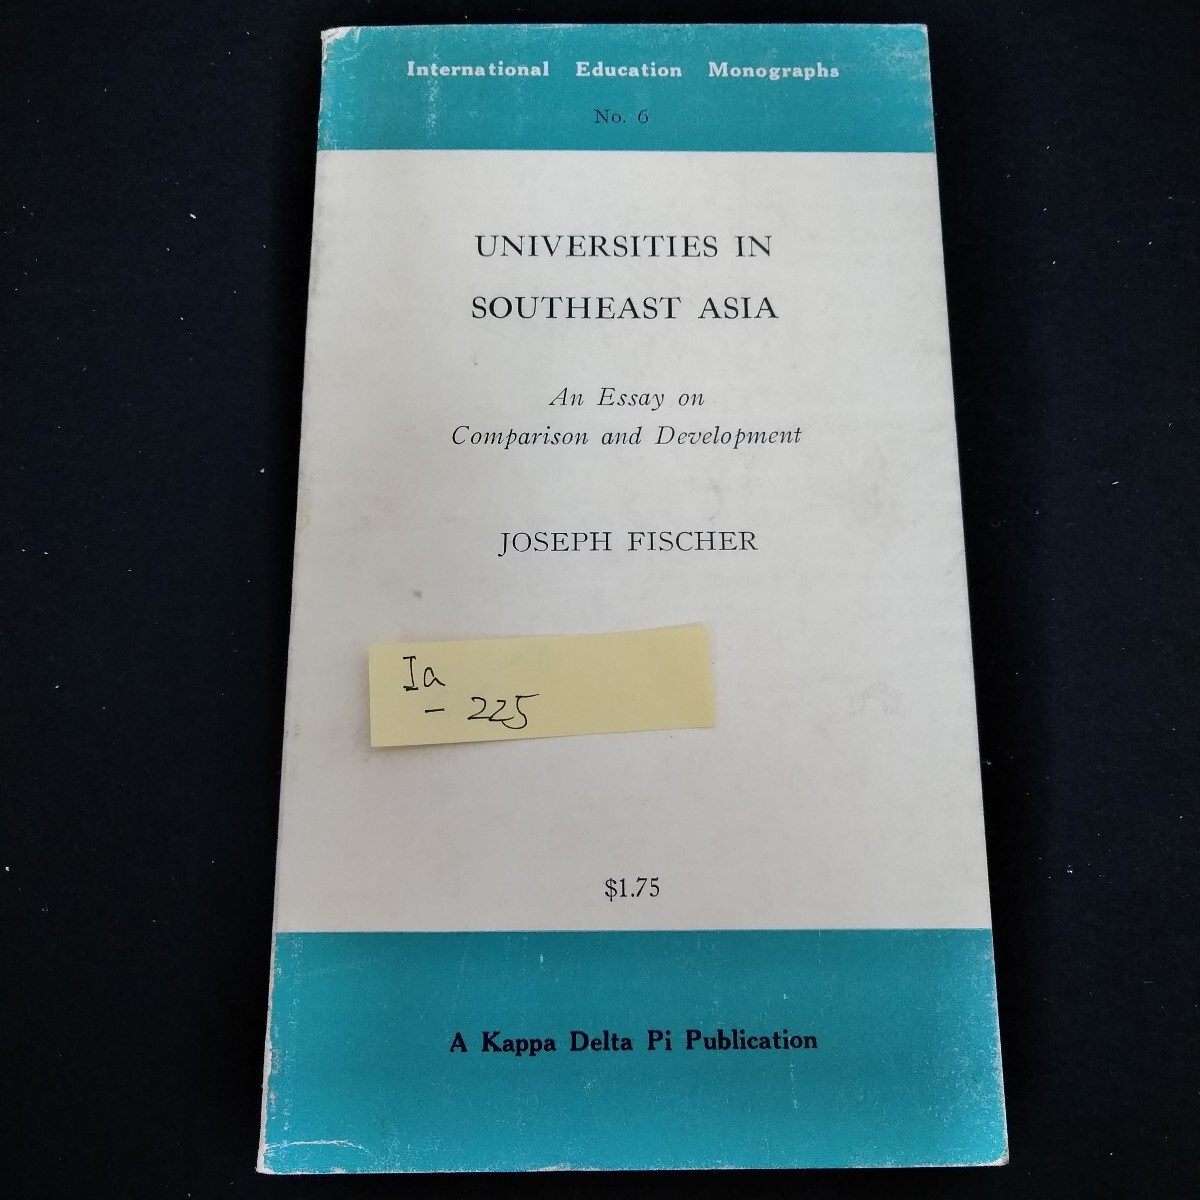 International Education Monographs
No. 6
UNIVERSITIES IN
SOUTHEAST ASIA
An Essay on
Comparison and Development
JOSEPH FISCHER
Ia
- 225
$1.75
A Kappa Delta Pi Publication